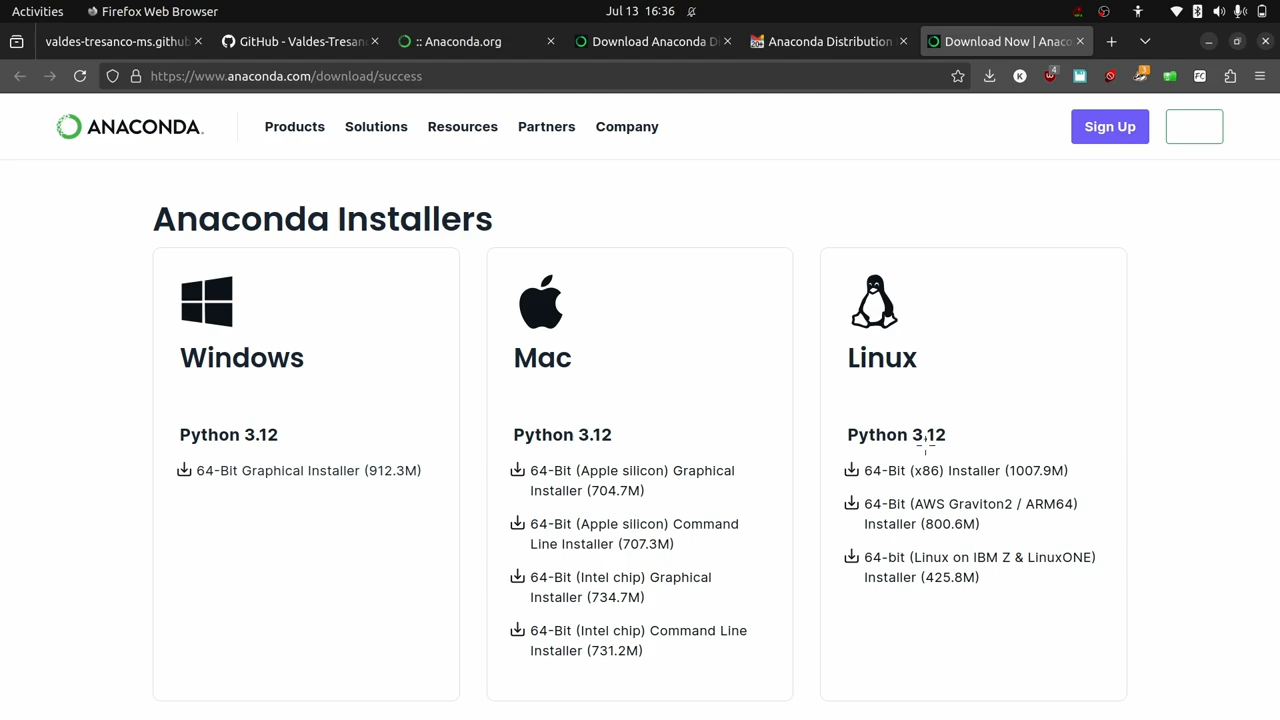 Activities
Firefox Web Browser
Jul 13 16:36
valdes-tresanco-ms.github
GitHub - Valdes-Tresan
:: Anaconda.org
Download Anaconda D
Anaconda Distribution
Download Now | Anaco
https://www.anaconda.com/download/success
4
K
3
FC
ANACONDA.
Products
Solutions
Resources
Partners
Company
Sign Up
Anaconda Installers
Windows
Python 3.12
64-Bit Graphical Installer (912.3M)
Mac
Python 3.12
64-Bit (Apple silicon) Graphical
Installer (704.7M)
64-Bit (Apple silicon) Command
Line Installer (707.3M)
64-Bit (Intel chip) Graphical
Installer (734.7M)
64-Bit (Intel chip) Command Line
Installer (731.2M)
Linux
Python 3.12
64-Bit (x86) Installer (1007.9M)
64-Bit (AWS Graviton2 / ARM64)
Installer (800.6M)
64-bit (Linux on IBM Z & LinuxONE)
Installer (425.8M)